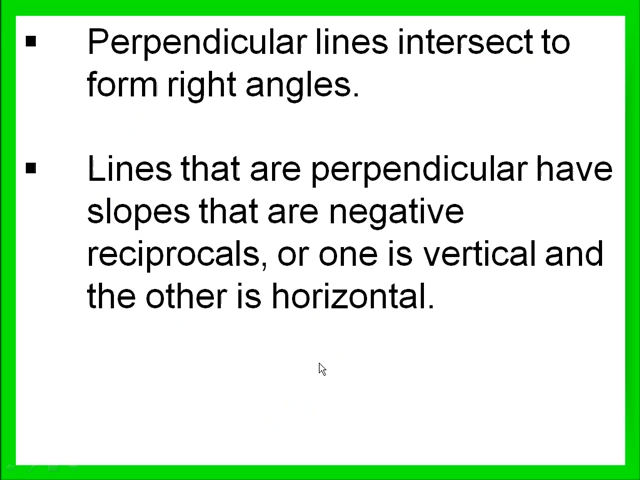 ▪ Perpendicular lines intersect to
form right angles.
▪ Lines that are perpendicular have
slopes that are negative
reciprocals, or one is vertical and
the other is horizontal.